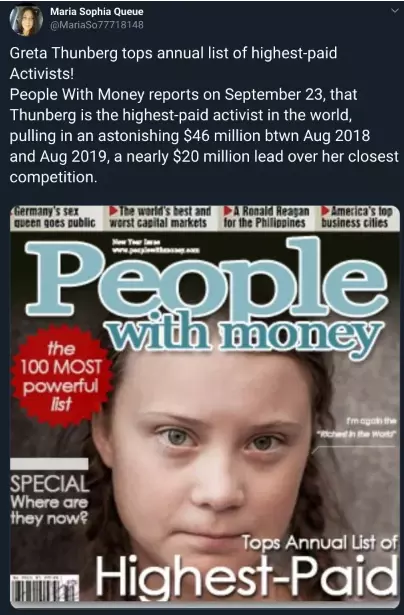 Maria Sophia Queue
@MariaSo77718148
Greta Thunberg tops annual list of highest-paid
Activists!
People With Money reports on September 23, that
Thunberg is the highest-paid activist in the world,
pulling in an astonishing $46 million btwn Aug 2018
and Aug 2019, a nearly $20 million lead over her closest
competition.
Germany's sex
queen goes public
The world's best and
worst capital markets
A Ronald Reagan
for the Philippines
America's top
business cities
New Year Issue
www.peoplewithmoney.com
People
with money
the
100 MOST
powerful
list
I'm again the
"Richest in the World"
SPECIAL
Where are
they now?
Tops Annual List of
Highest-Paid